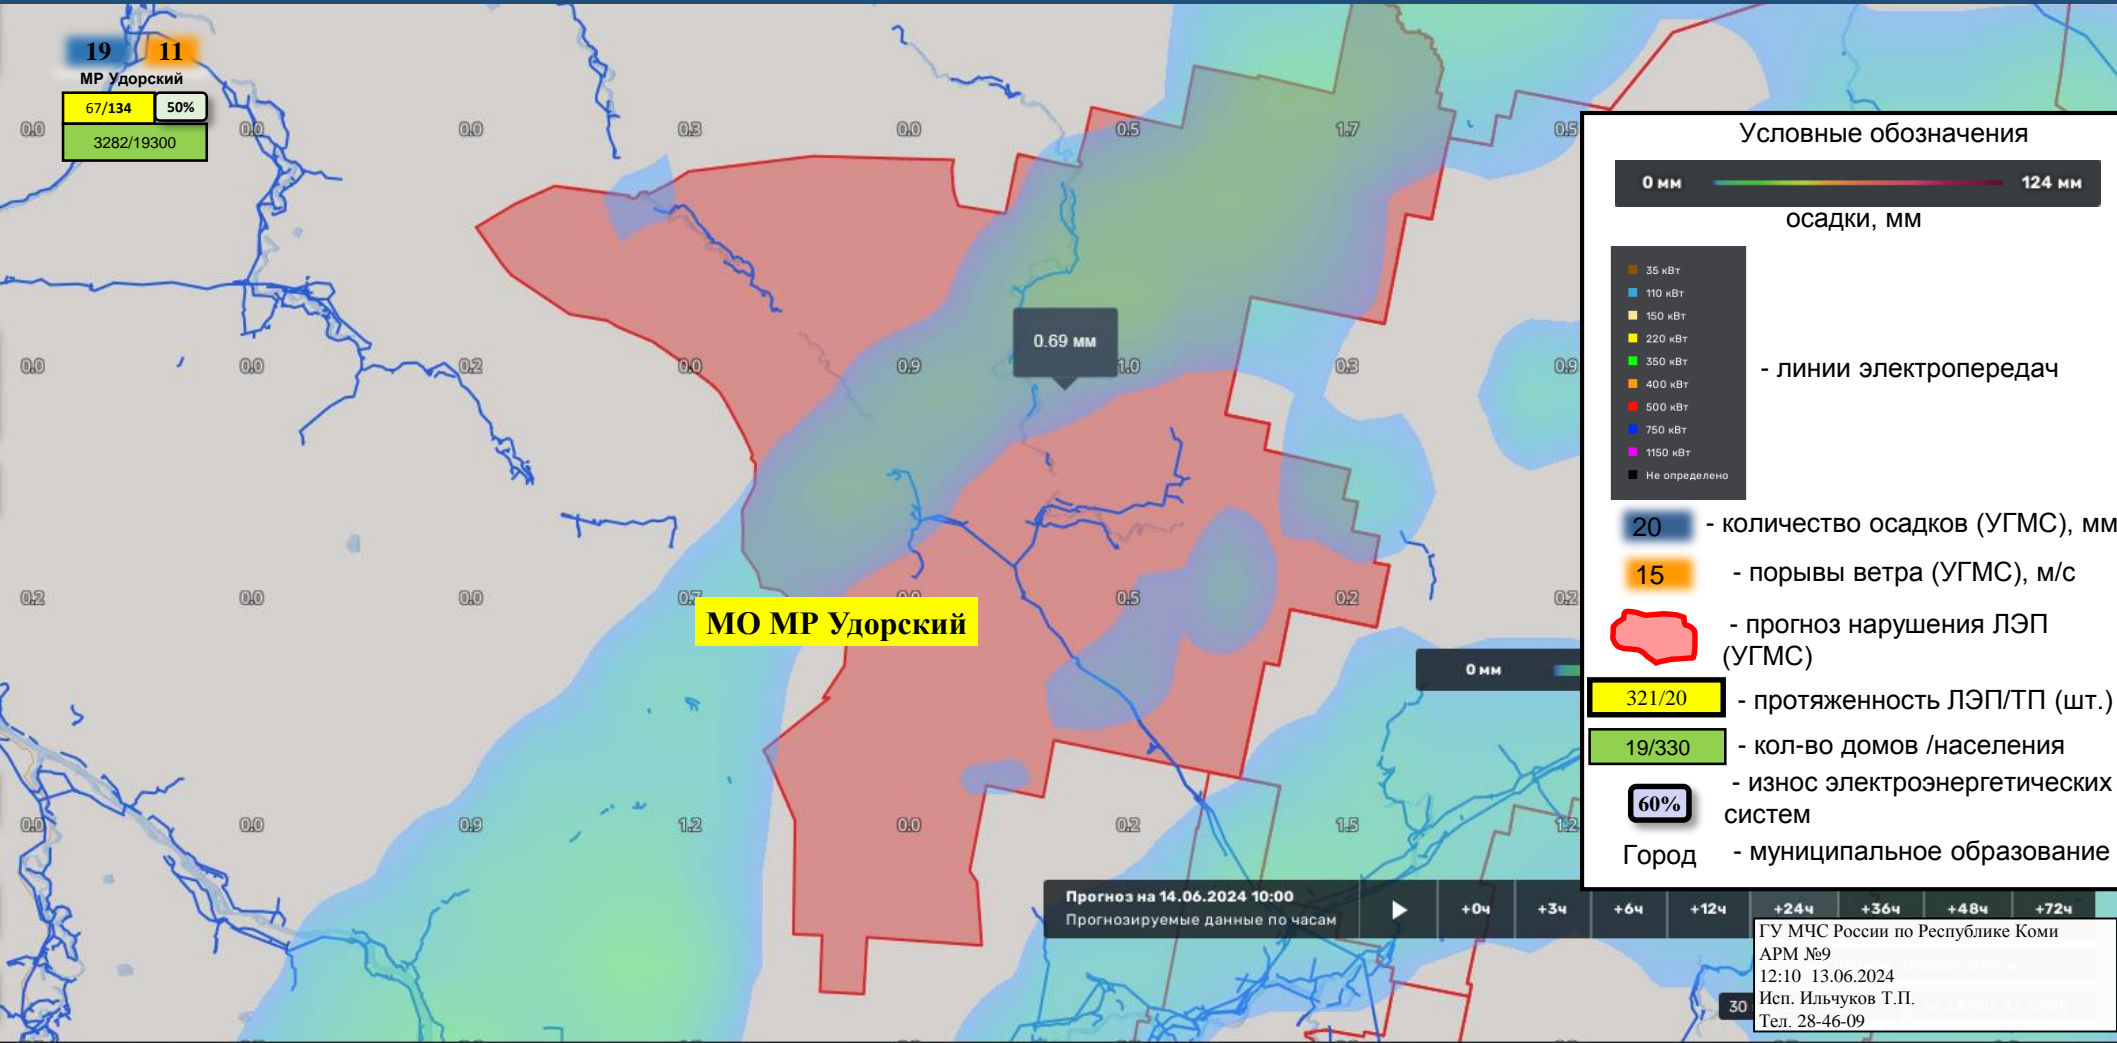 19 11
МР Удорский
67/134 50%
3282/19300
0.0 0.0 0.0 0.3 0.0 0.5 1.7 0.5
0.69 мм
0.0 0.0 0.2 0.0 0.9 1.0 0.3 0.9
0.2 0.0 0.0 0.7 0.5 0.2 0.2
МО МР Удорский
0 мм
0.0 0.0 0.9 1.2 0.0 0.2 1.5 1.2
Прогноз на 14.06.2024 10:00
Прогнозируемые данные по часам
+0ч +3ч +6ч +12ч +24ч +36ч +48ч +72ч
30
Условные обозначения
0 мм 124 мм
осадки, мм
35 кВт
110 кВт
150 кВт
220 кВт
350 кВт
400 кВт
500 кВт
750 кВт
1150 кВт
Не определено
- линии электропередач
20 - количество осадков (УГМС), мм
15 - порывы ветра (УГМС), м/с
- прогноз нарушения ЛЭП
(УГМС)
321/20 - протяженность ЛЭП/ТП (шт.)
19/330 - кол-во домов /населения
60% - износ электроэнергетических
систем
Город - муниципальное образование
ГУ МЧС России по Республике Коми
АРМ №9
12:10 13.06.2024
Исп. Ильчуков Т.П.
Тел. 28-46-09